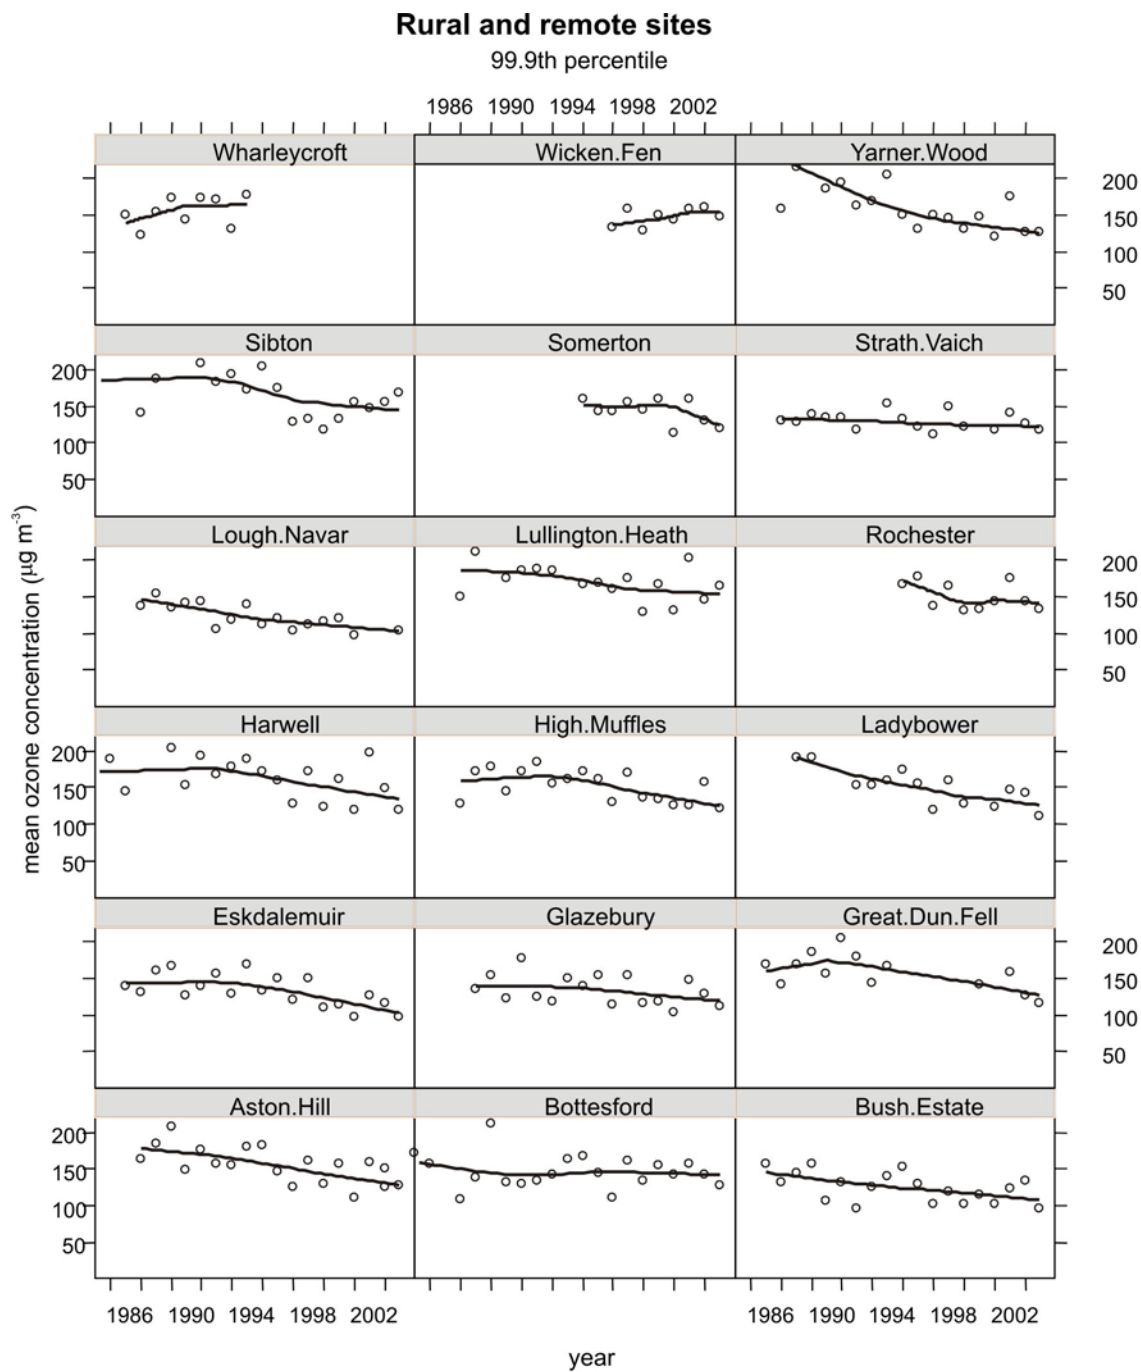 Rural and remote sites
99.9th percentile
1986 1990 1994 1998 2002
Wharleycroft Wicken.Fen Yarner.Wood
200
150
100
50
Sibton Somerton Strath.Vaich
200
150
100
50
Lough.Navar Lullington.Heath Rochester
200
150
100
50
Harwell High.Muffles Ladybower
200
150
100
50
Eskdalemuir Glazebury Great.Dun.Fell
200
150
100
50
Aston.Hill Bottesford Bush.Estate
200
150
100
50
mean ozone concentration (µg m⁻³)
1986 1990 1994 1998 2002 1986 1990 1994 1998 2002
year